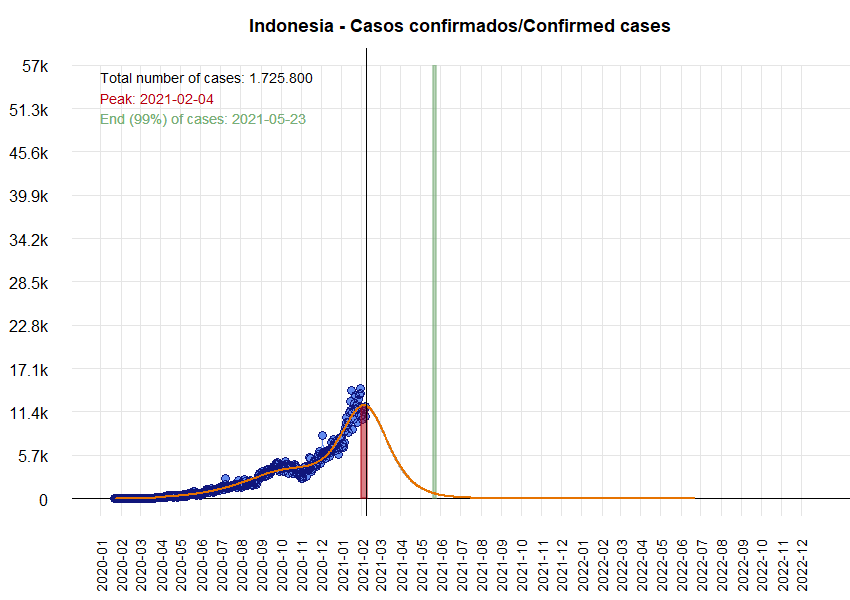 Indonesia - Casos confirmados/Confirmed cases
57k
51.3k
45.6k
39.9k
34.2k
28.5k
22.8k
17.1k
11.4k
5.7k
0
Total number of cases: 1.725.800
Peak: 2021-02-04
End (99%) of cases: 2021-05-23
2020-01
2020-02
2020-03
2020-04
2020-05
2020-06
2020-07
2020-08
2020-09
2020-10
2020-11
2020-12
2021-01
2021-02
2021-03
2021-04
2021-05
2021-06
2021-07
2021-08
2021-09
2021-10
2021-11
2021-12
2022-01
2022-02
2022-03
2022-04
2022-05
2022-06
2022-07
2022-08
2022-09
2022-10
2022-11
2022-12